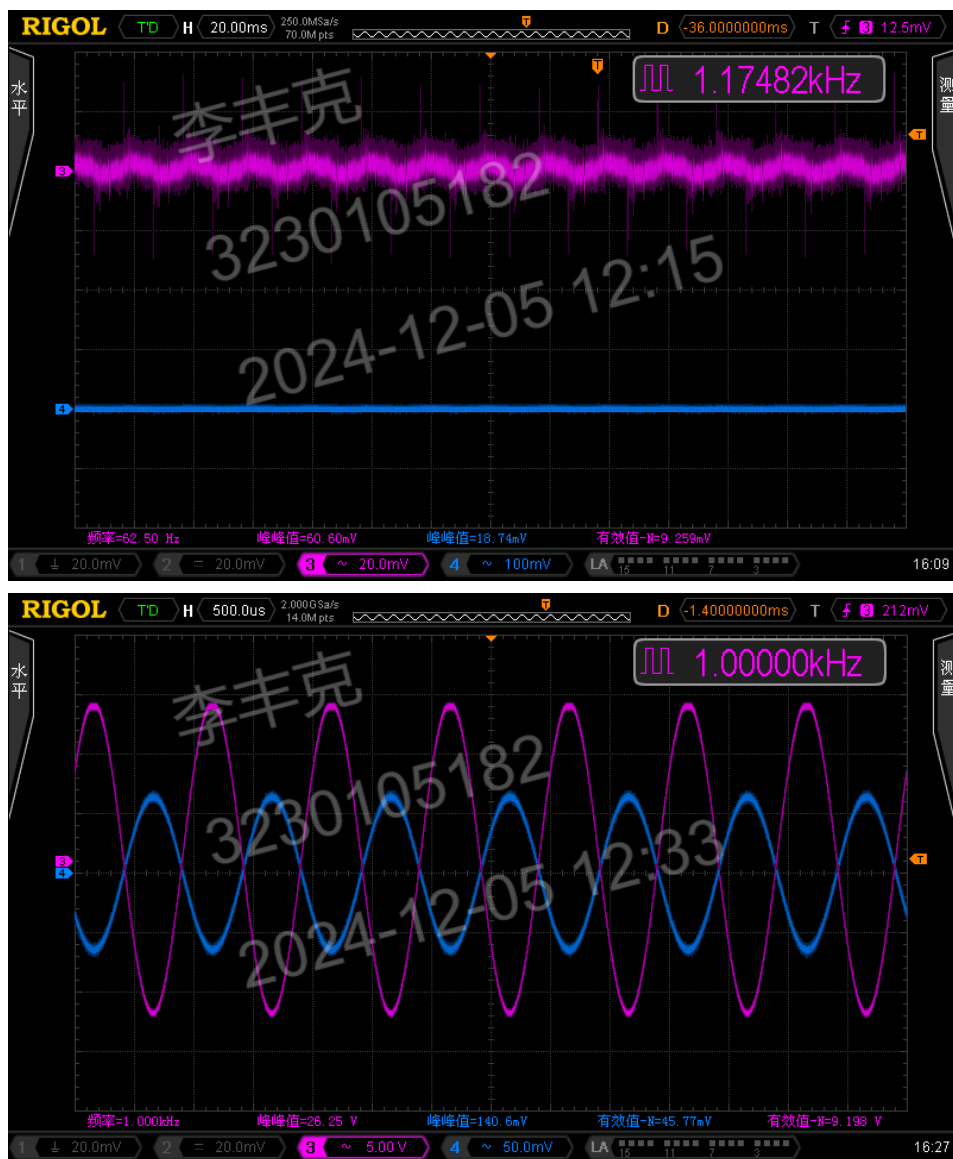 RIGOL T'D H 20.00ms 250.0MSa/s 70.0M pts D -36.0000000ms T 3 12.5mV
水平
测量
T
1.17482kHz
李丰克
T
3
3230105182
2024-12-05 12:15
4
频率=62.50 Hz 峰峰值=60.60mV 峰峰值=18.74mV 有效值-N=9.259mV
1 20.0mV 2 = 20.0mV 3 ~ 20.0mV 4 ~ 100mV LA 15 11 7 3 16:09
RIGOL T'D H 500.0us 2.000GSa/s 14.0M pts D -1.40000000ms T 3 212mV
水平
测量
1.00000kHz
李丰克
3230105182
3
4
T
2024-12-05 12:33
频率=1.000kHz 峰峰值=26.25 V 峰峰值=140.6mV 有效值-N=45.77mV 有效值-N=9.198 V
1 20.0mV 2 = 20.0mV 3 ~ 5.00 V 4 ~ 50.0mV LA 15 11 7 3 16:27